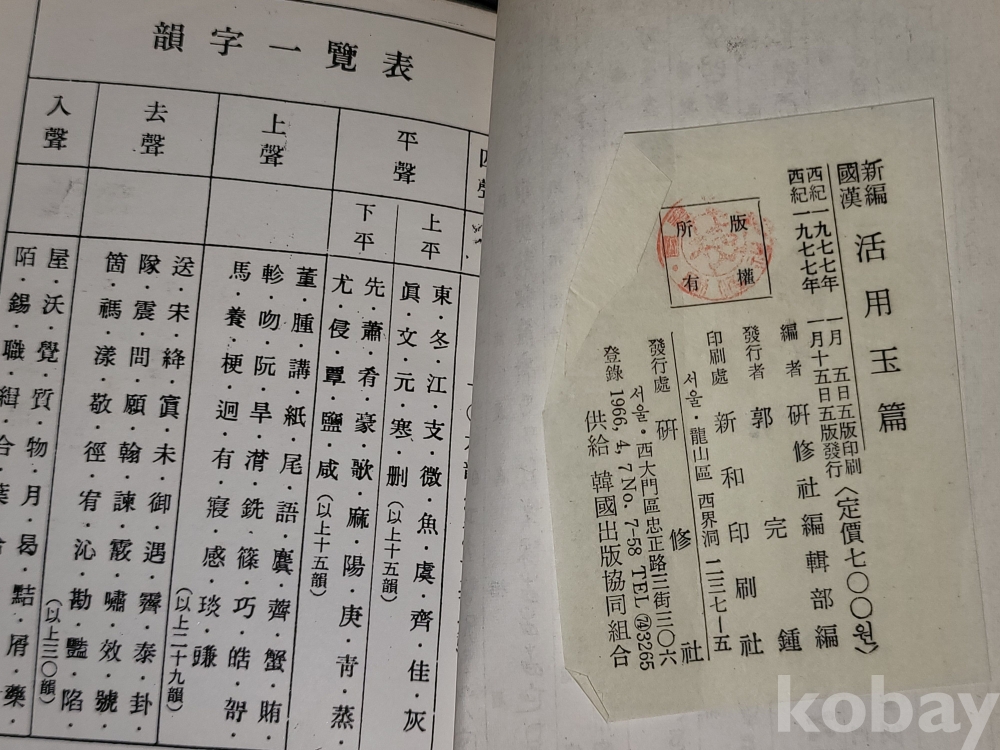 韻字一覽表
四聲
平聲
上聲
去聲
入聲
上平
下平
東·冬·江·支·微·魚·虞·齊·佳·灰
眞·文·元·寒·刪(以上十五韻)
先·蕭·肴·豪·歌·麻·陽·庚·靑·蒸
尤·侵·覃·鹽·咸(以上十五韻)
董·腫·講·紙·尾·語·麌·薺·蟹·賄
軫·吻·阮·旱·潸·銑·篠·巧·皓·哿
馬·養·梗·迥·有·寢·感·琰·豏
(以上二十九韻)
送·宋·絳·寘·未·御·遇·霽·泰·卦
隊·震·問·願·翰·諫·霰·嘯·效·號
箇·禡·漾·敬·徑·宥·沁·勘·豔·陷
(以上三〇韻)
屋·沃·覺·質·物·月·曷·黠·屑·藥
陌·錫·職·緝·合·葉
新編
國漢
活用玉篇
西紀一九七七年 一月 五日五版印刷
西紀一九七七年 一月十五日五版發行
〈定價七〇〇원〉
版權
所有
編者 硏修社編輯部編
發行者 郭完鍾
印刷處 新和印刷社
서울·龍山區 西界洞 二三七–五
發行處 硏修社
서울·西大門區忠正路三街三〇六
登錄 1966. 4. 7 No. 7–58 TEL ㉔3265
供給 韓國出版協同組合
kobay